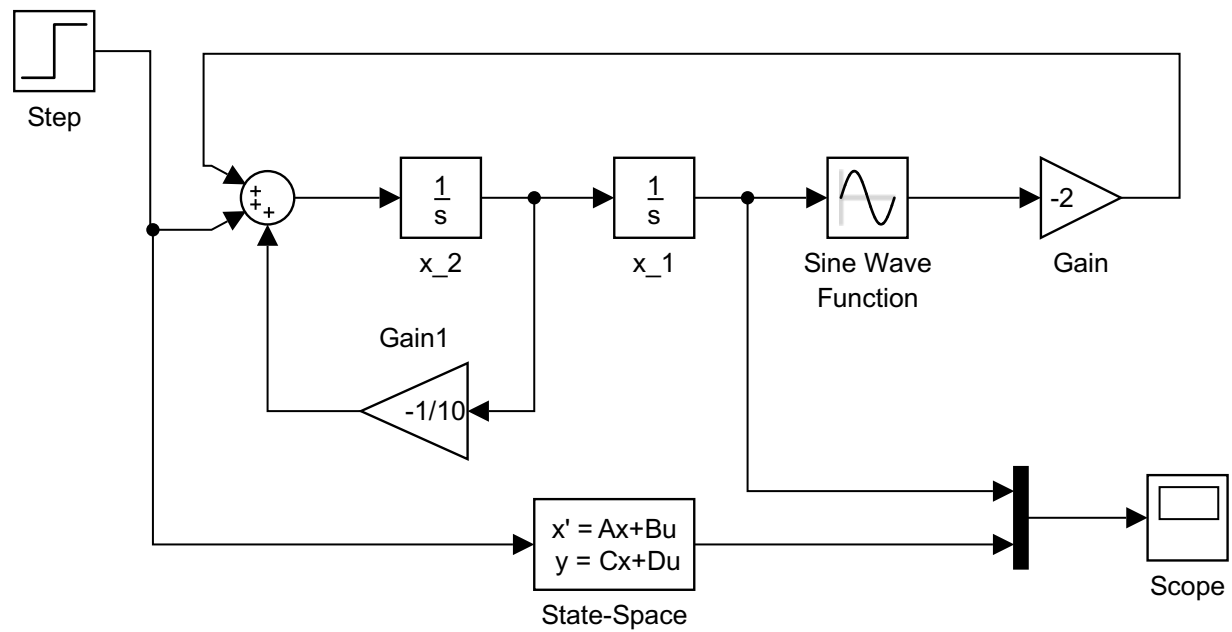 Step
+
+
+
1
s
x_2
1
s
x_1
Sine Wave
Function
-2
Gain
Gain1
-1/10
x' = Ax+Bu
y = Cx+Du
State-Space
Scope